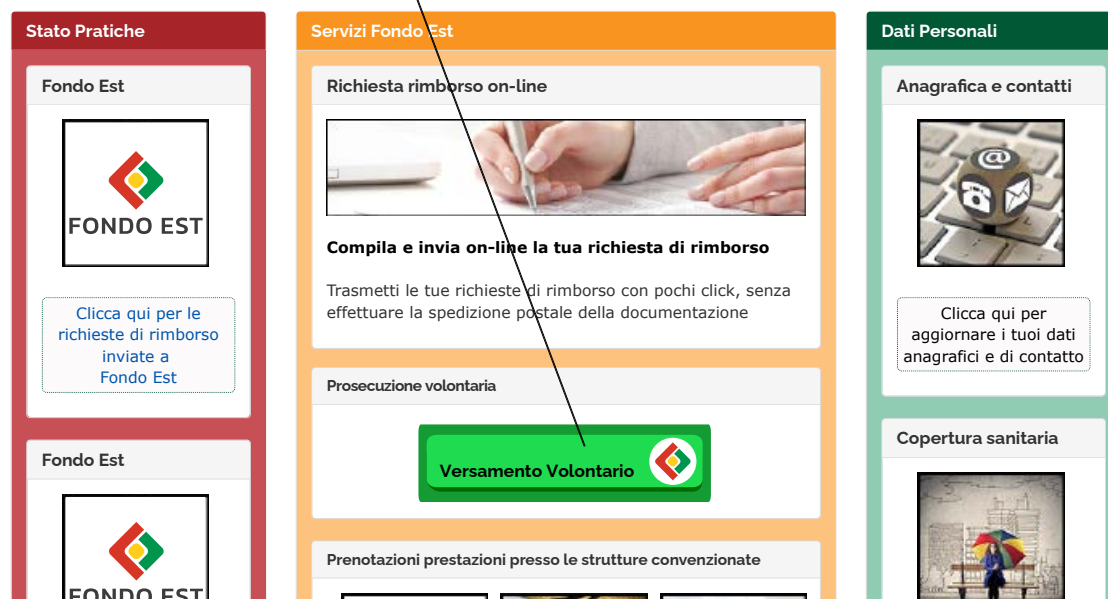 Stato Pratiche
Fondo Est
FONDO EST
Clicca qui per le
richieste di rimborso
inviate a
Fondo Est
Fondo Est
FONDO EST
Servizi Fondo Est
Richiesta rimborso on-line
Compila e invia on-line la tua richiesta di rimborso
Trasmetti le tue richieste di rimborso con pochi click, senza
effettuare la spedizione postale della documentazione
Prosecuzione volontaria
Versamento Volontario
Prenotazioni prestazioni presso le strutture convenzionate
Dati Personali
Anagrafica e contatti
@
Clicca qui per
aggiornare i tuoi dati
anagrafici e di contatto
Copertura sanitaria